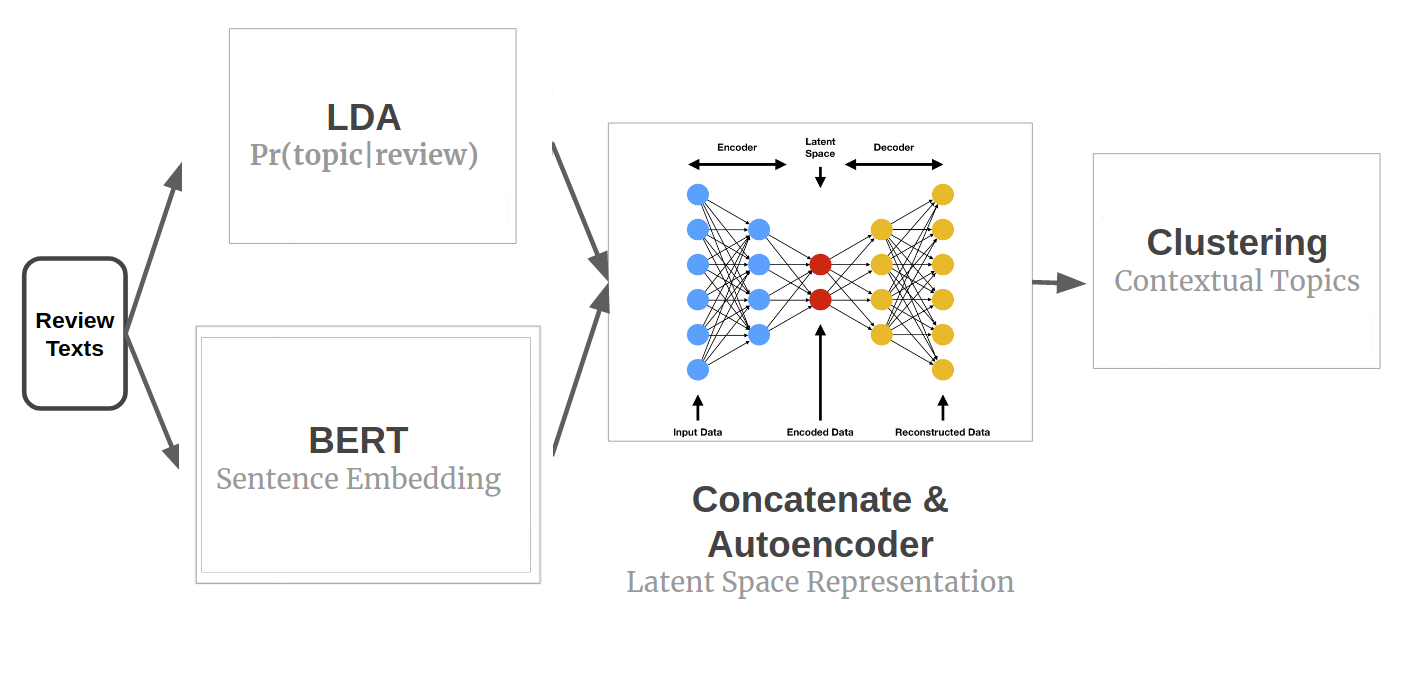 Review
Texts
LDA
Pr(topic|review)
BERT
Sentence Embedding
Encoder
Latent
Space
Decoder
Input Data
Encoded Data
Reconstructed Data
Concatenate &
Autoencoder
Latent Space Representation
Clustering
Contextual Topics